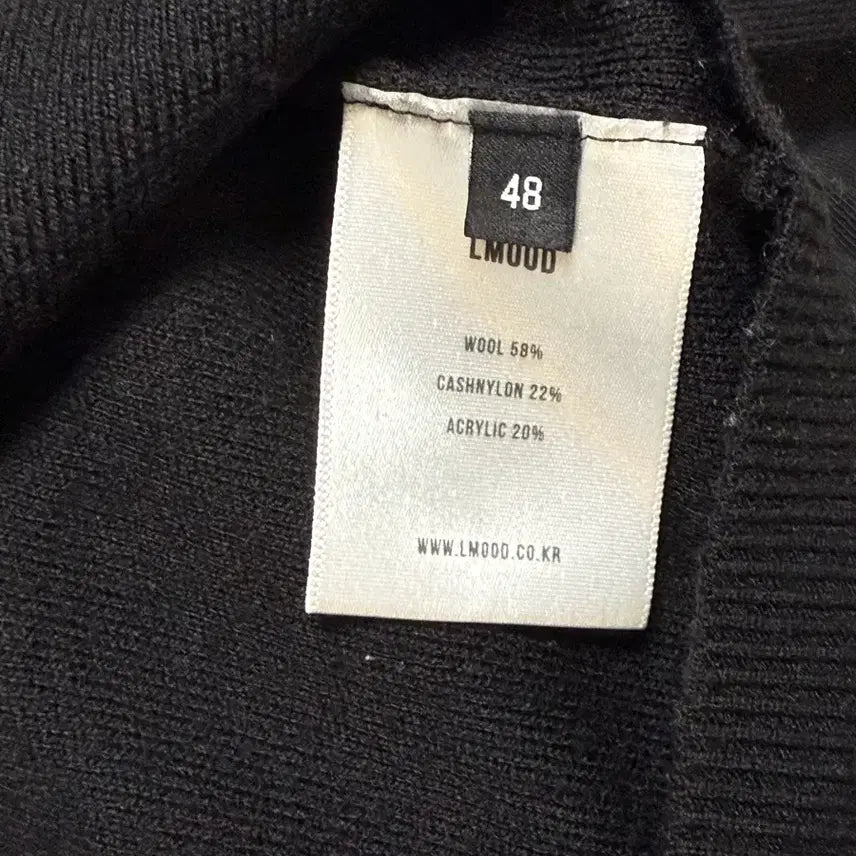 48
LMOOD
WOOL 58%
CASHNYLON 22%
ACRYLIC 20%
WWW.LMOOD.CO.KR